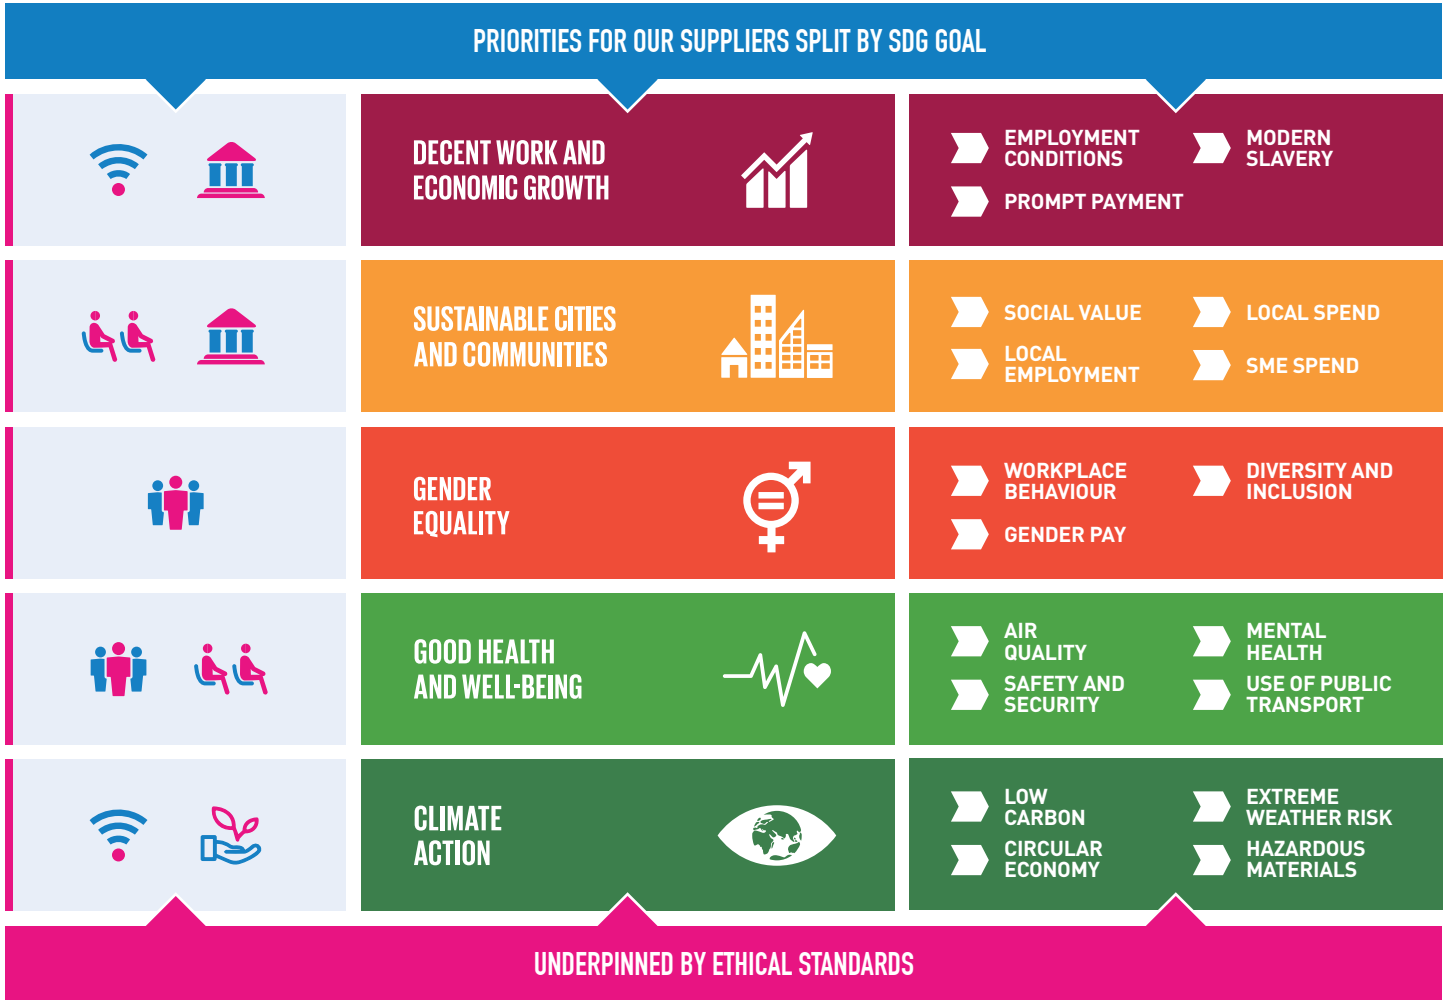 PRIORITIES FOR OUR SUPPLIERS SPLIT BY SDG GOAL
DECENT WORK AND
ECONOMIC GROWTH
EMPLOYMENT
CONDITIONS
MODERN
SLAVERY
PROMPT PAYMENT
SUSTAINABLE CITIES
AND COMMUNITIES
SOCIAL VALUE
LOCAL SPEND
LOCAL
EMPLOYMENT
SME SPEND
GENDER
EQUALITY
WORKPLACE
BEHAVIOUR
DIVERSITY AND
INCLUSION
GENDER PAY
GOOD HEALTH
AND WELL-BEING
AIR
QUALITY
MENTAL
HEALTH
SAFETY AND
SECURITY
USE OF PUBLIC
TRANSPORT
CLIMATE
ACTION
LOW
CARBON
EXTREME
WEATHER RISK
CIRCULAR
ECONOMY
HAZARDOUS
MATERIALS
UNDERPINNED BY ETHICAL STANDARDS